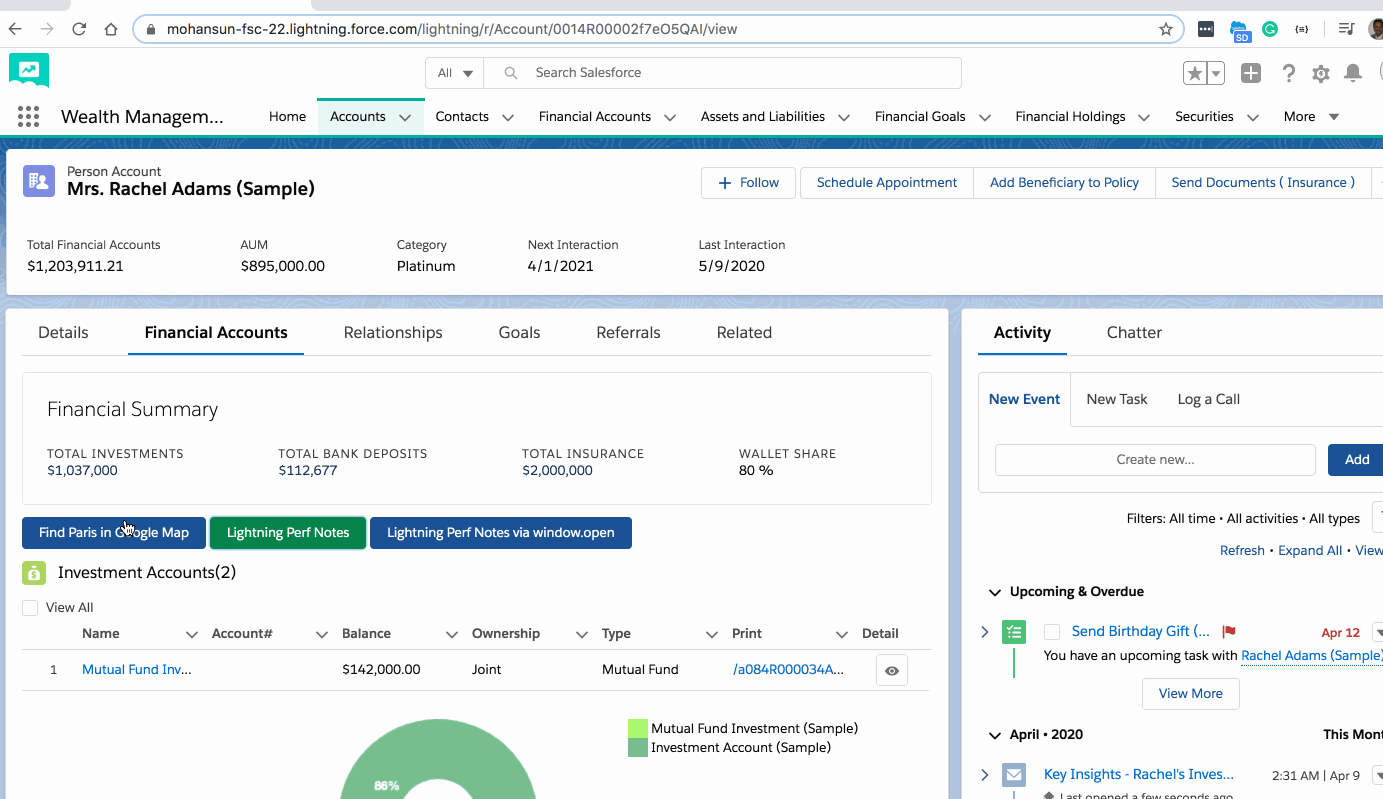 mohansun-fsc-22.lightning.force.com/lightning/r/Account/0014R00002f7eO5QAI/view
SD
All Search Salesforce
Wealth Managem... Home Accounts Contacts Financial Accounts Assets and Liabilities Financial Goals Financial Holdings Securities More
Person Account
Mrs. Rachel Adams (Sample)
+ Follow Schedule Appointment Add Beneficiary to Policy Send Documents ( Insurance )
Total Financial Accounts AUM Category Next Interaction Last Interaction
$1,203,911.21 $895,000.00 Platinum 4/1/2021 5/9/2020
Details Financial Accounts Relationships Goals Referrals Related
Financial Summary
TOTAL INVESTMENTS TOTAL BANK DEPOSITS TOTAL INSURANCE WALLET SHARE
$1,037,000 $112,677 $2,000,000 80 %
Find Paris in Google Map Lightning Perf Notes Lightning Perf Notes via window.open
Investment Accounts(2)
View All
Name Account# Balance Ownership Type Print Detail
1 Mutual Fund Inv... $142,000.00 Joint Mutual Fund /a084R000034A...
Mutual Fund Investment (Sample)
Investment Account (Sample)
86%
Activity Chatter
New Event New Task Log a Call
Create new... Add
Filters: All time • All activities • All types
Refresh • Expand All • View
Upcoming & Overdue
Send Birthday Gift (... Apr 12
You have an upcoming task with Rachel Adams (Sample)
View More
April • 2020 This Mont
Key Insights - Rachel's Inves... 2:31 AM | Apr 9
Last opened a few seconds ago